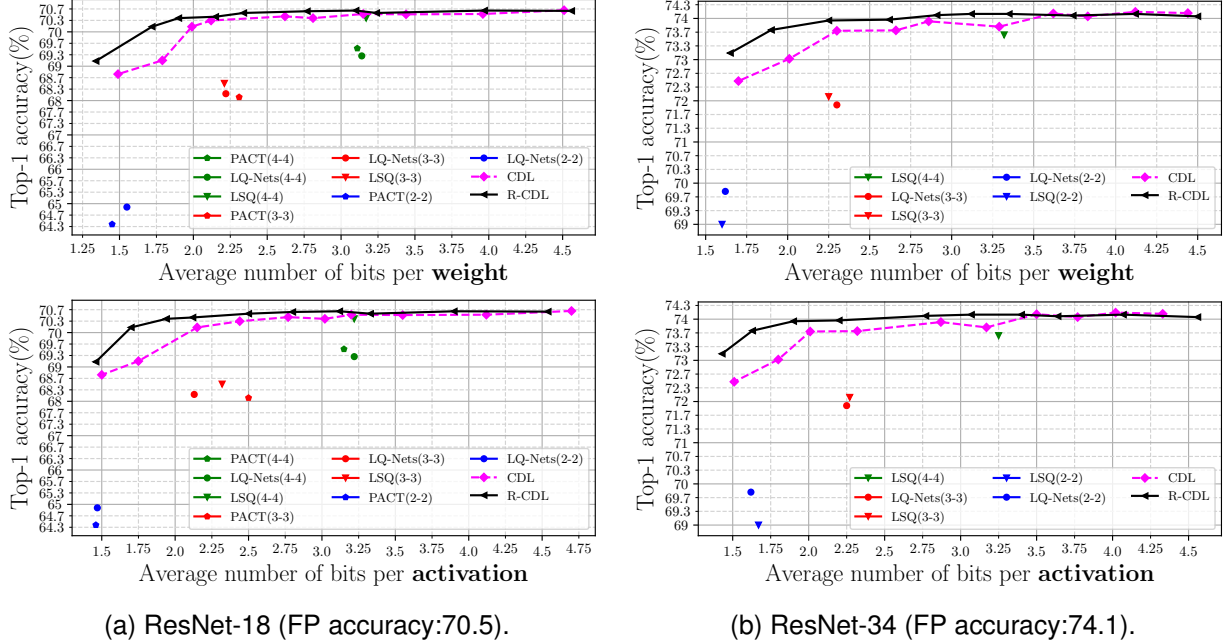 70.7
70.3
70
69.7
69.3
69
68.7
68.3
68
67.7
67.3
67
66.7
66.3
66
65.7
65.3
65
64.7
64.3
Top-1 accuracy(%)
PACT(4-4)
LQ-Nets(4-4)
LSQ(4-4)
PACT(3-3)
LQ-Nets(3-3)
LSQ(3-3)
PACT(2-2)
LQ-Nets(2-2)
CDL
R-CDL
1.25 1.5 1.75 2.0 2.25 2.5 2.75 3.0 3.25 3.5 3.75 4.0 4.25 4.5
Average number of bits per weight
74.3
74
73.7
73.3
73
72.7
72.3
72
71.7
71.3
71
70.7
70.3
70
69.7
69.3
69
Top-1 accuracy(%)
LSQ(4-4)
LQ-Nets(3-3)
LSQ(3-3)
LQ-Nets(2-2)
LSQ(2-2)
CDL
R-CDL
1.5 1.75 2.0 2.25 2.5 2.75 3.0 3.25 3.5 3.75 4.0 4.25 4.5
Average number of bits per weight
70.7
70.3
70
69.7
69.3
69
68.7
68.3
68
67.7
67.3
67
66.7
66.3
66
65.7
65.3
65
64.7
64.3
Top-1 accuracy(%)
PACT(4-4)
LQ-Nets(4-4)
LSQ(4-4)
PACT(3-3)
LQ-Nets(3-3)
LSQ(3-3)
PACT(2-2)
LQ-Nets(2-2)
CDL
R-CDL
1.5 1.75 2.0 2.25 2.5 2.75 3.0 3.25 3.5 3.75 4.0 4.25 4.5 4.75
Average number of bits per activation
74.3
74
73.7
73.3
73
72.7
72.3
72
71.7
71.3
71
70.7
70.3
70
69.7
69.3
69
Top-1 accuracy(%)
LSQ(4-4)
LQ-Nets(3-3)
LSQ(3-3)
LSQ(2-2)
LQ-Nets(2-2)
CDL
R-CDL
1.5 1.75 2.0 2.25 2.5 2.75 3.0 3.25 3.5 3.75 4.0 4.25 4.5
Average number of bits per activation
(a) ResNet-18 (FP accuracy:70.5).
(b) ResNet-34 (FP accuracy:74.1).